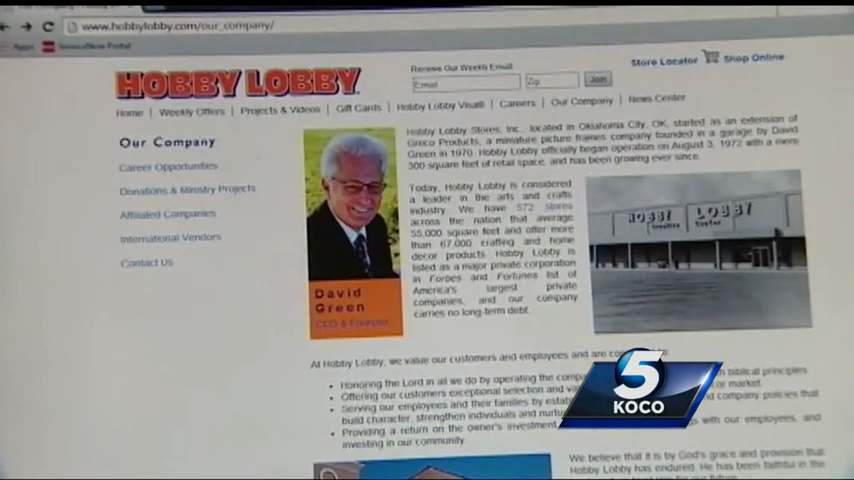 www.hobbylobby.com/our_company/
Apps ServiceNow Portal
HOBBY LOBBY
Receive Our Weekly Email
Email Zip Join
Store Locator Shop Online
Home | Weekly Offers | Projects & Videos | Gift Cards | Hobby Lobby Visa® | Careers | Our Company | News Center
Our Company
Career Opportunities
Donations & Ministry Projects
Affiliated Companies
International Vendors
Contact Us
David
Green
CEO & Founder
Hobby Lobby Stores, Inc., located in Oklahoma City, OK, started as an extension of
Greco Products, a miniature picture frames company founded in a garage by David
Green in 1970. Hobby Lobby officially began operation on August 3, 1972 with a mere
300 square feet of retail space, and has been growing ever since.
Today, Hobby Lobby is considered
a leader in the arts and crafts
industry. We have 572 stores
across the nation that average
55,000 square feet and offer more
than 67,000 crafting and home
decor products. Hobby Lobby is
listed as a major private corporation
in Forbes and Fortunes list of
America's largest private
companies, and our company
carries no long-term debt.
HOBBY LOBBY
Creative Center
At Hobby Lobby, we value our customers and employees and are com
Honoring the Lord in all we do by operating the compa biblical principles
Offering our customers exceptional selection and va or market.
Serving our employees and their families by estab nd company policies that
build character, strengthen individuals and nurtu
Providing a return on the owner's investment, s with our employees, and
investing in our community.
We believe that it is by God's grace and provision that
Hobby Lobby has endured. He has been faithful in the
5
KOCO